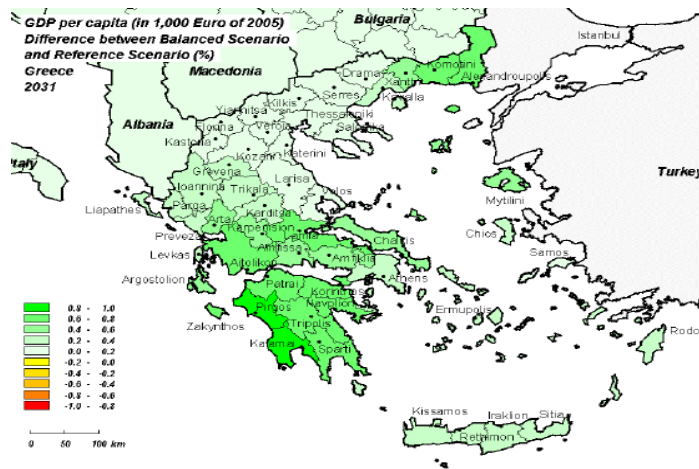 GDP per capita (in 1,000 Euro of 2005)
Difference between Balanced Scenario
and Reference Scenario (%)
Greece
2031
Bulgaria
Istanbul
Macedonia
Drama
Komotini
Xanthi
Alexandroupolis
Kavalla
Kilkis
Serres
Yiannitsa
Thessaloniki
Albania
Florina
Veroia
Kastoria
Kozani
Katerini
Italy
Grevena
Turkey
Ioannina
Trikala
Larisa
Volos
Liapathes
Parga
Karditsa
Mytilini
Arta
Karpenision
Preveza
Lamia
Chalkis
Chios
Levkas
Amfissa
Amfiklia
Samos
Aitolikon
Argostolion
Patrai
Athens
Korinthos
Pirgos
Navplion
Ermupolis
Zakynthos
Tripolis
Rodo
Kalamai
Sparti
0.8 - 1.0
0.6 - 0.8
0.4 - 0.6
0.2 - 0.4
0.0 - 0.2
-0.2 - 0.0
-0.4 - -0.2
-0.6 - -0.4
-0.8 - -0.6
-1.0 - -0.8
Kissamos
Iraklion
Sitia
Rethimon
0 50 100 km